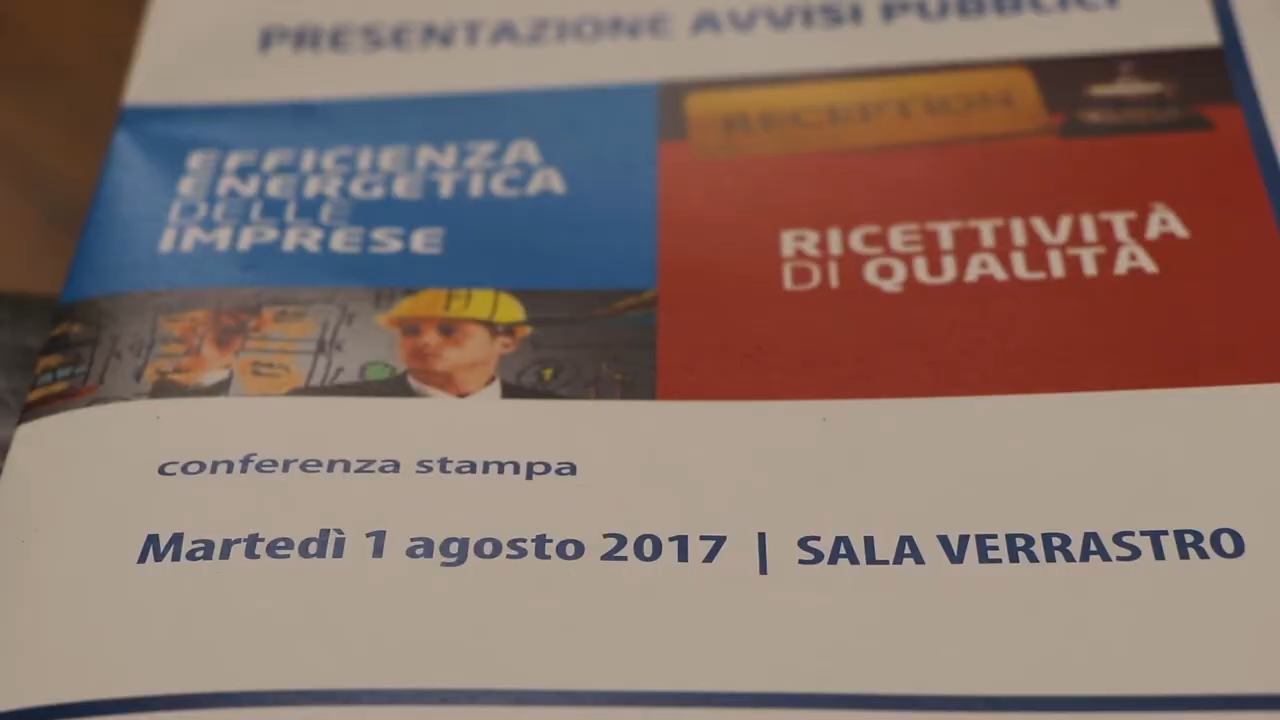 PRESENTAZIONE AVVISI PUBBLICI
RECEPTION
EFFICIENZA
ENERGETICA
DELLE
IMPRESE
RICETTIVITÀ
DI QUALITÀ
conferenza stampa
Martedì 1 agosto 2017 | SALA VERRASTRO